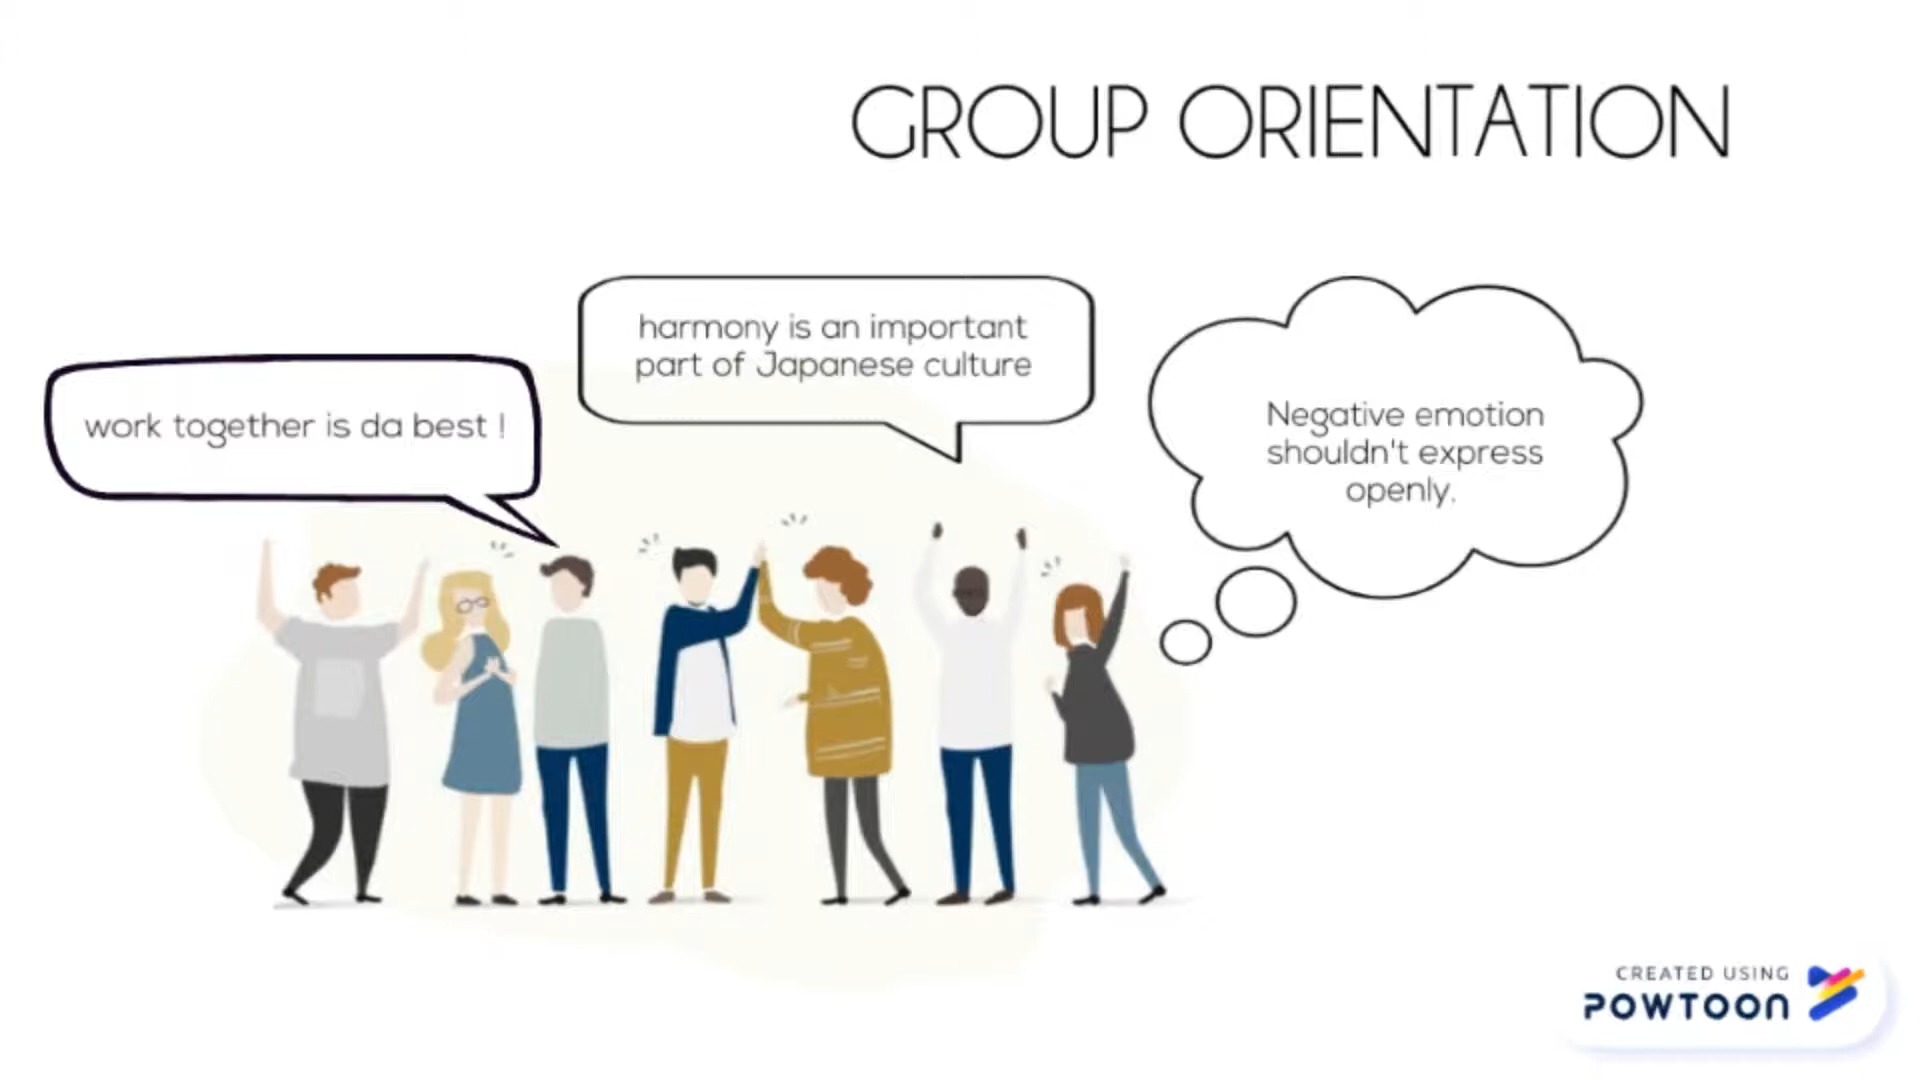 GROUP ORIENTATION
work together is da best !
harmony is an important
part of Japanese culture
Negative emotion
shouldn't express
openly.
CREATED USING
POWTOON